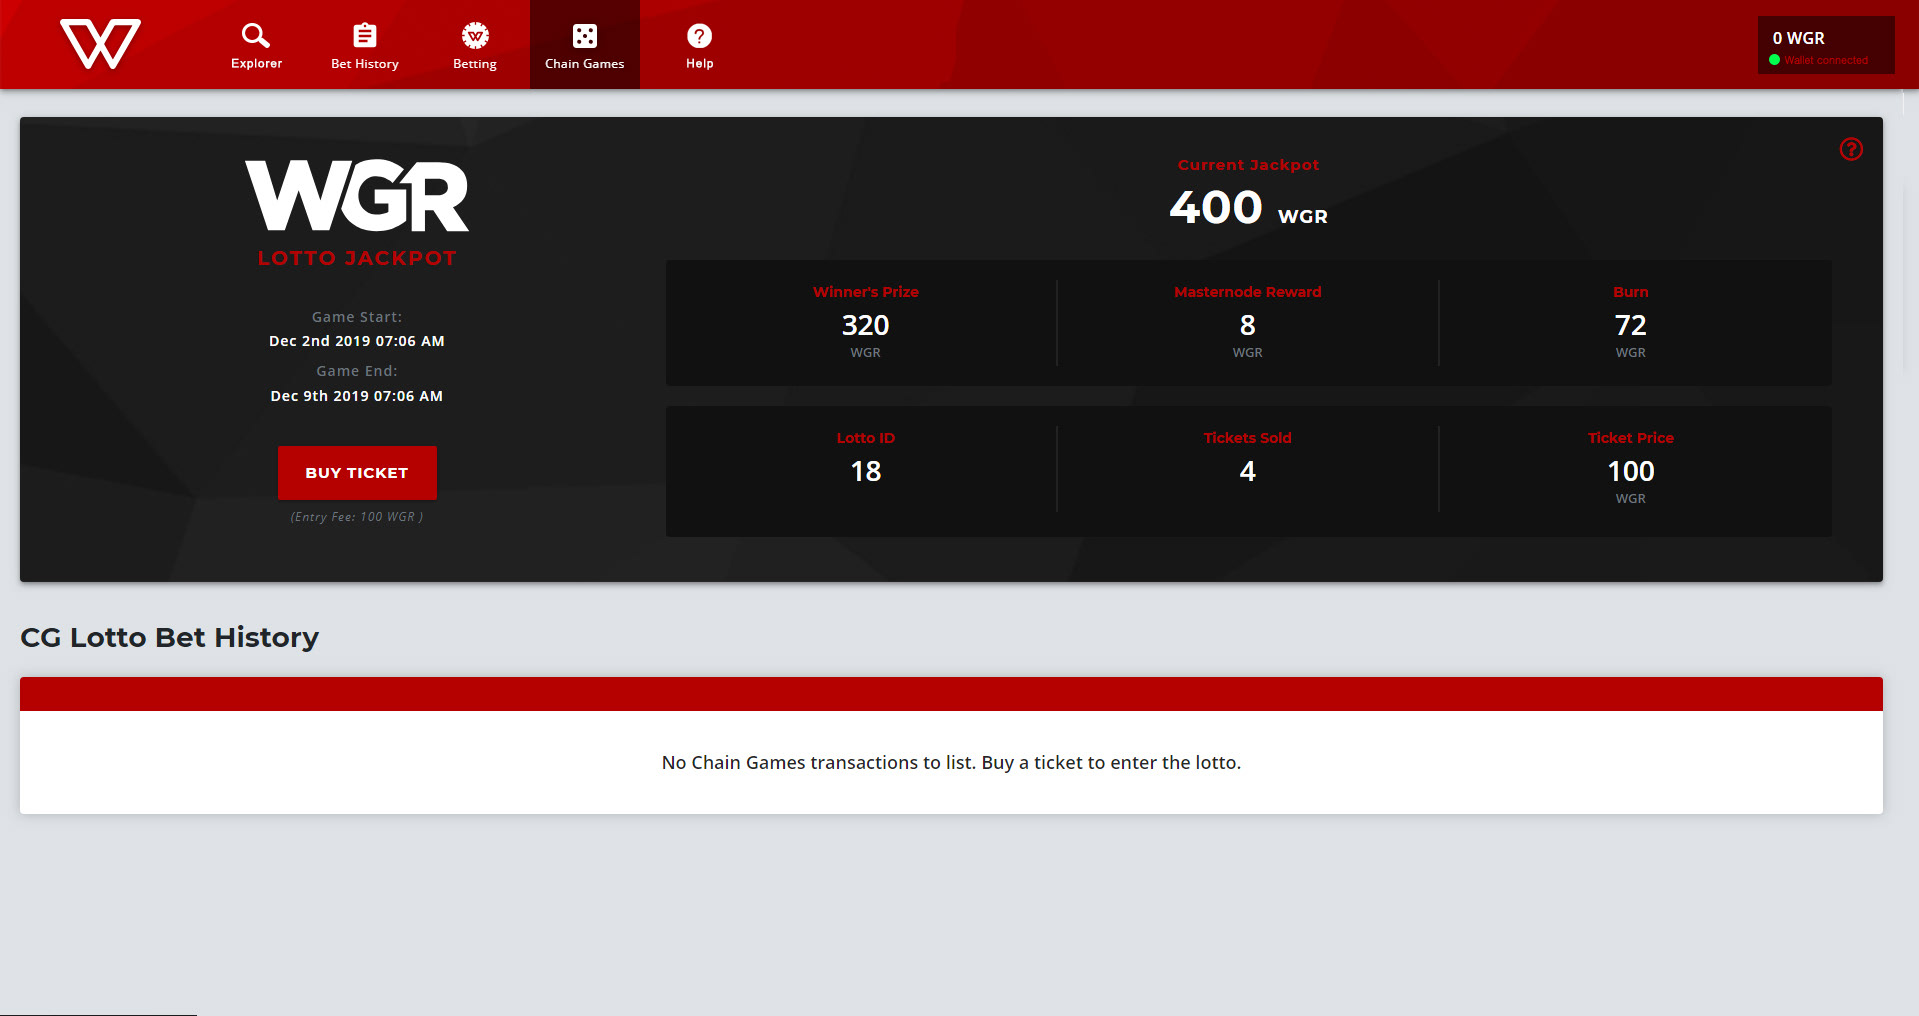 Explorer
Bet History
Betting
Chain Games
Help
0 WGR
Wallet connected
WGR
LOTTO JACKPOT
Game Start:
Dec 2nd 2019 07:06 AM
Game End:
Dec 9th 2019 07:06 AM
BUY TICKET
(Entry Fee: 100 WGR )
Current Jackpot
400 WGR
Winner's Prize
320
WGR
Masternode Reward
8
WGR
Burn
72
WGR
Lotto ID
18
Tickets Sold
4
Ticket Price
100
WGR
CG Lotto Bet History
No Chain Games transactions to list. Buy a ticket to enter the lotto.